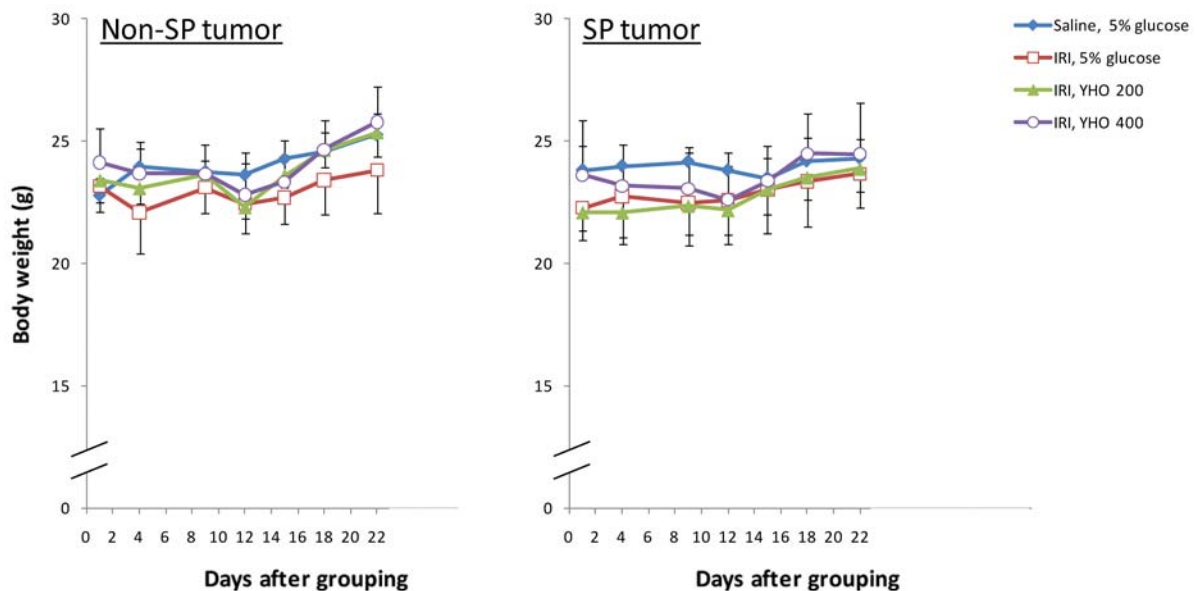 Non-SP tumor
30
25
20
15
0
Body weight (g)
0 2 4 6 8 10 12 14 16 18 20 22
Days after grouping
SP tumor
30
25
20
15
0
0 2 4 6 8 10 12 14 16 18 20 22
Days after grouping
Saline, 5% glucose
IRI, 5% glucose
IRI, YHO 200
IRI, YHO 400